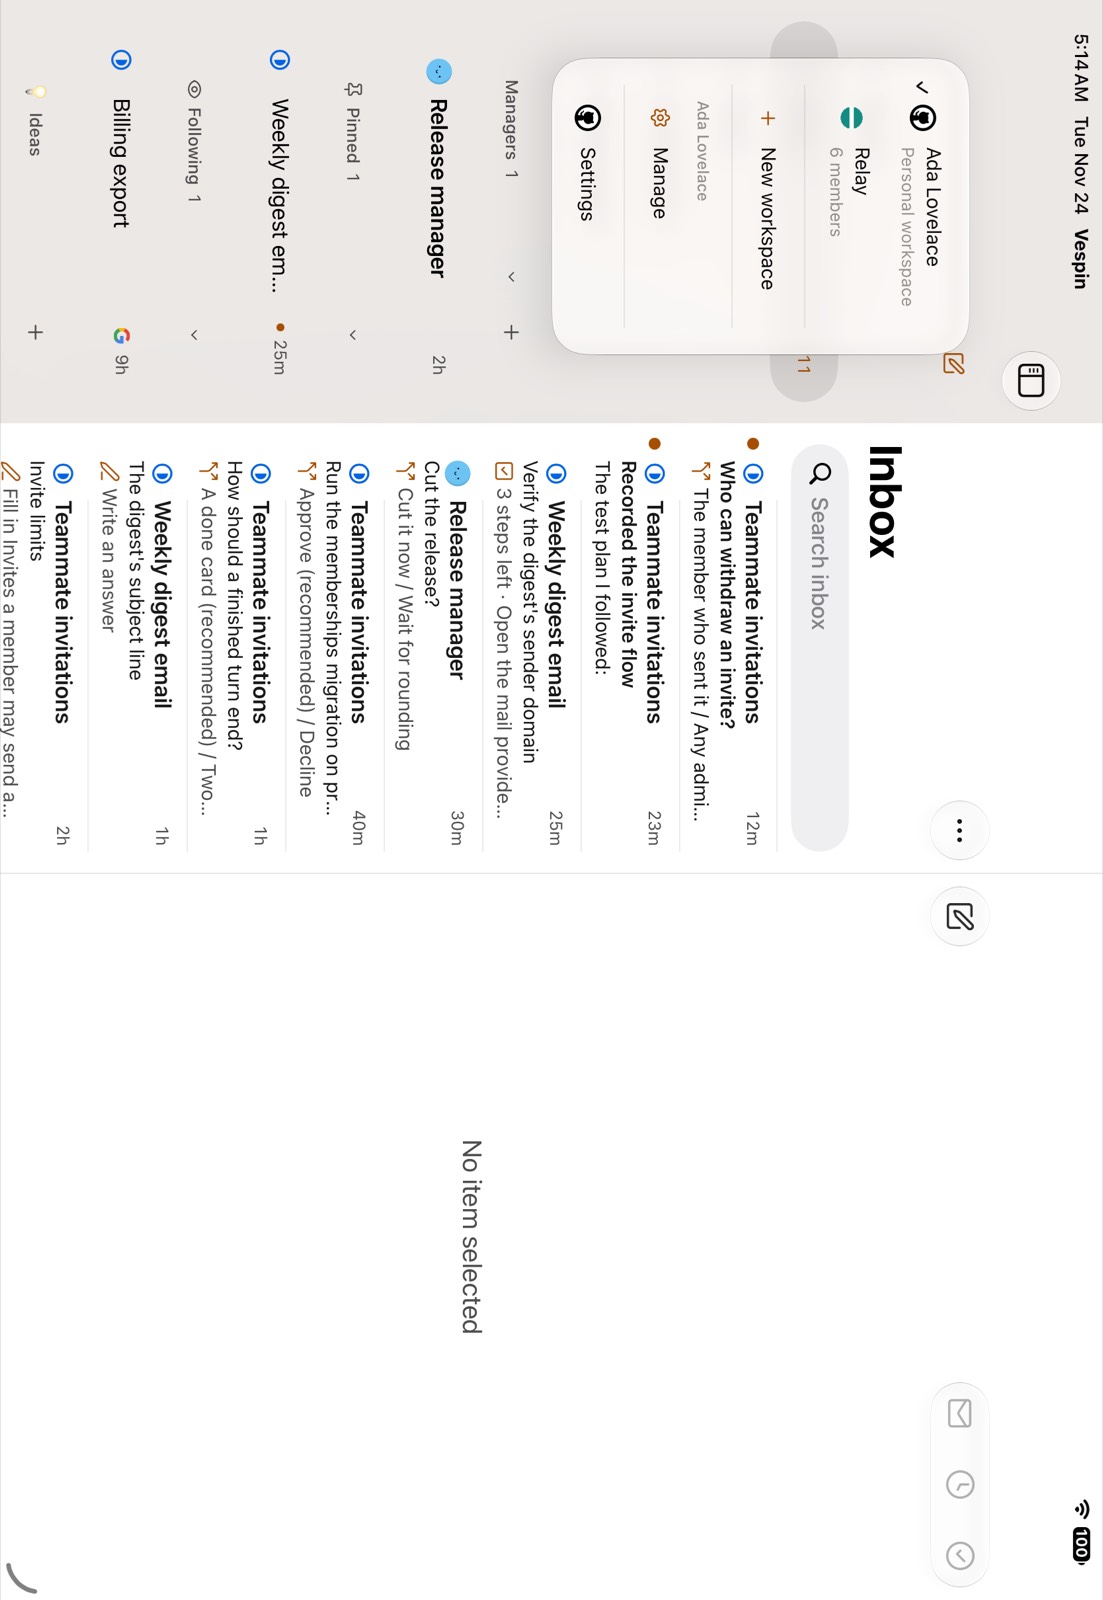 5:14 AM Tue Nov 24 Vespin
100
Ada Lovelace
Personal workspace
Relay
6 members
11
New workspace
Ada Lovelace
Manage
Settings
Managers 1
Release manager 2h
Pinned 1
Weekly digest em... 25m
Following 1
Billing export 9h
Ideas
Inbox
Search inbox
Teammate invitations 12m
Who can withdraw an invite?
The member who sent it / Any admi...
Teammate invitations 23m
Recorded the invite flow
The test plan I followed:
Weekly digest email 25m
Verify the digest's sender domain
3 steps left · Open the mail provide...
Release manager 30m
Cut the release?
Cut it now / Wait for rounding
Teammate invitations 40m
Run the memberships migration on pr...
Approve (recommended) / Decline
Teammate invitations 1h
How should a finished turn end?
A done card (recommended) / Two...
Weekly digest email 1h
The digest's subject line
Write an answer
Teammate invitations 2h
Invite limits
Fill in Invites a member may send a...
No item selected